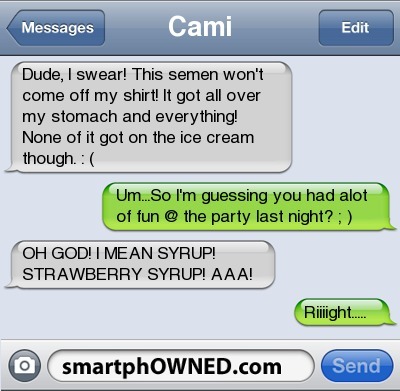 Messages
Cami
Edit
Dude, I swear! This semen won't
come off my shirt! It got all over
my stomach and everything!
None of it got on the ice cream
though. : (
Um...So I'm guessing you had alot
of fun @ the party last night? ; )
OH GOD! I MEAN SYRUP!
STRAWBERRY SYRUP! AAA!
Riiiight.....
smartphOWNED.com
Send